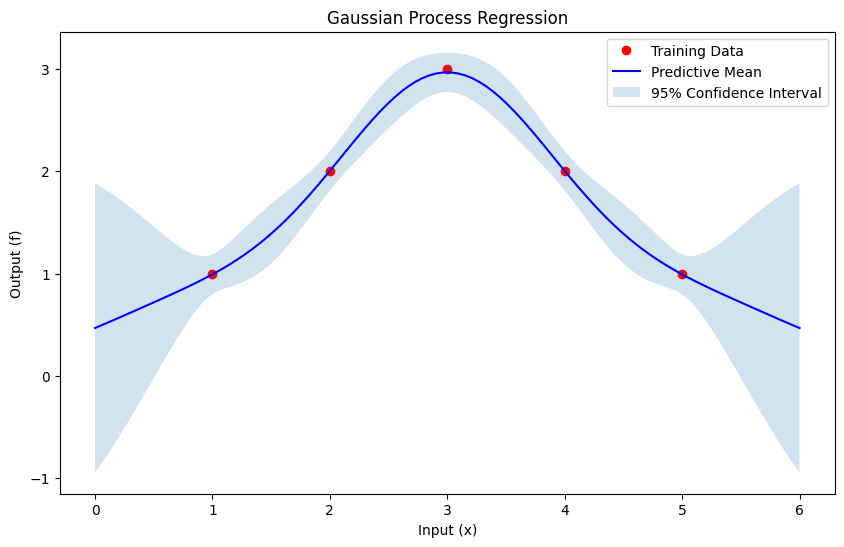 Gaussian Process Regression
Training Data
Predictive Mean
95% Confidence Interval
Output (f)
3
2
1
0
−1
0 1 2 3 4 5 6
Input (x)